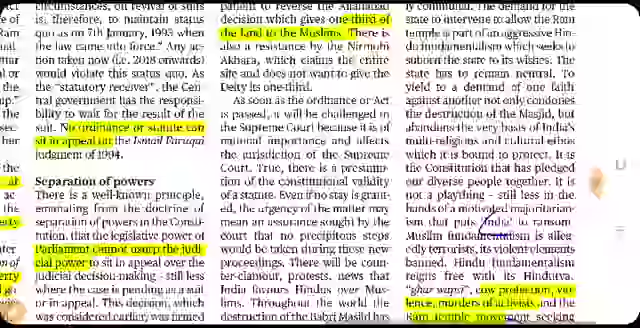 circumstances, on revival of suits
is, therefore, to maintain status
quo as on 7th January, 1993 when
the law came into force." Any ac-
tion taken now (i.e. 2018 onwards)
would violate this status quo. As
the "statutory receiver", the Cen-
tral government has the responsi-
bility to wait for the result of the
suit. No ordinance or statute can
sit in appeal on the Ismail Faruqui
judgment of 1994.
Separation of powers
There is a well-known principle,
emanating from the doctrine of
separation of powers in the Consti-
tution, that the legislative power of
Parliament cannot usurp the judi-
cial power to sit in appeal over the
judicial decision-making - still less
where the case is pending as a suit
or in appeal. This decision, which
was considered earlier, was firmed
parliament to reverse the Allahabad
decision which gives one-third of
the land to the Muslims. There is
also a resistance by the Nirmohi
Akhara, which claims the entire
site and does not want to give the
Deity its one-third.
As soon as the ordinance or Act
is passed, it will be challenged in
the Supreme Court because it is of
national importance and affects
the jurisdiction of the Supreme
Court. True, there is a presump-
tion of the constitutional validity
of a statute. Even if no stay is grant-
ed, the urgency of the matter may
mean an assurance sought by the
court that no precipitous steps
would be taken during these new
proceedings. There will be coun-
ter-clamour, protests, news that
India favours Hindus over Mus-
lims. Throughout the world the
destruction of the Babri Masjid has
ly communal. The demand for the
state to intervene to allow the Ram
temple is part of an aggressive Hin-
du fundamentalism which seeks to
suborn the state to its wishes. The
state has to remain neutral. To
yield to a demand of one faith
against another not only condones
the destruction of the Masjid, but
abandons the very basis of India's
multi-religious and cultural ethos
which it is bound to protect. It is
the Constitution that has pledged
our diverse people together. It is
not a plaything - still less in the
hands of a motivated majoritarian-
ism that puts 'India' to ransom.
Muslim fundamentalism is alleg-
edly terrorists, its violent elements
banned. Hindu fundamentalism
reigns free with its Hindutva,
"ghar wapsi", cow protection, vio-
lence, murders of activists and the
Ram temple movement seeking